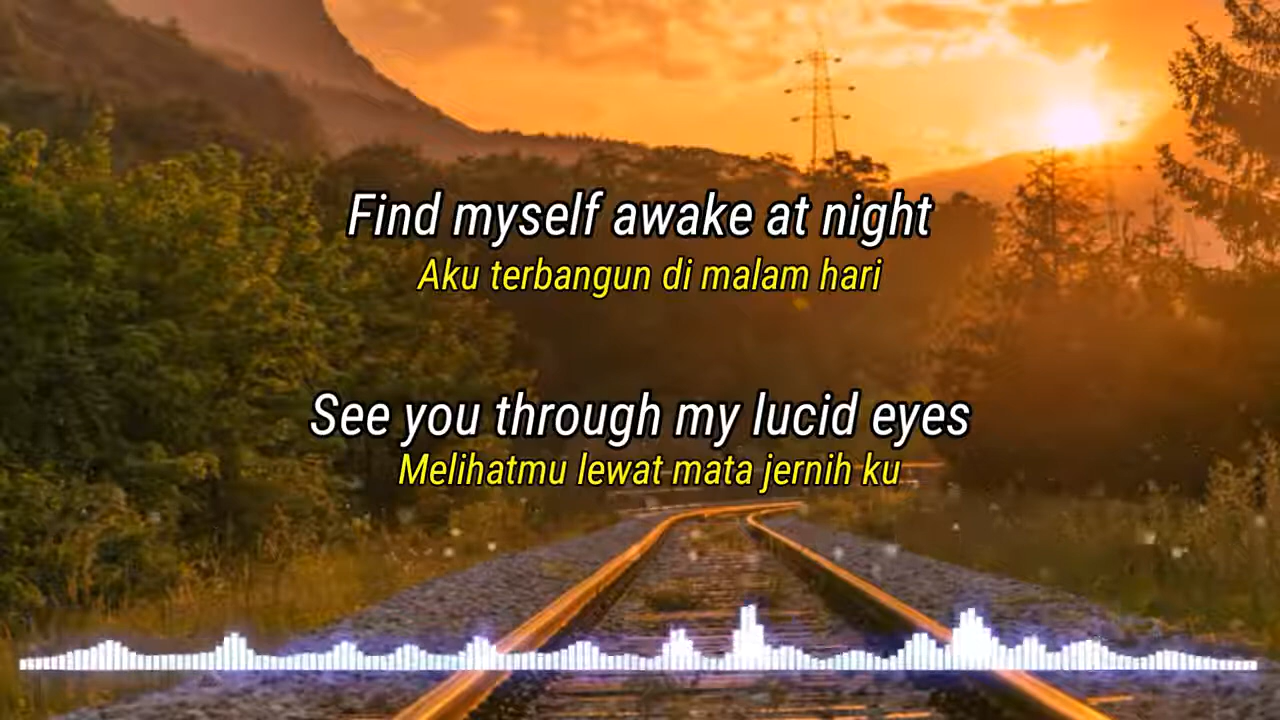 Find myself awake at night
Aku terbangun di malam hari
See you through my lucid eyes
Melihatmu lewat mata jernih ku